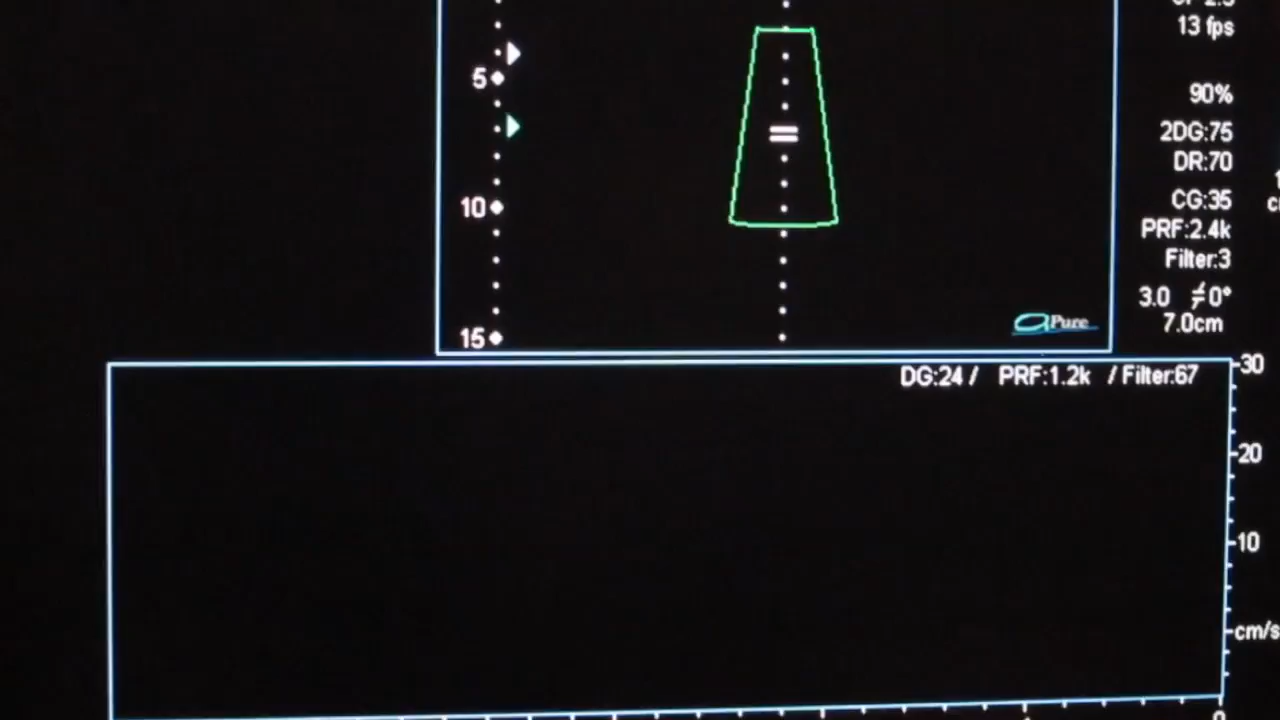 13 fps
5
90%
2DG:75
DR:70
10
CG:35
PRF:2.4k
Filter:3
3.0 ≠0°
7.0cm
aPure
15
DG:24 / PRF:1.2k / Filter:67
30
20
10
cm/s